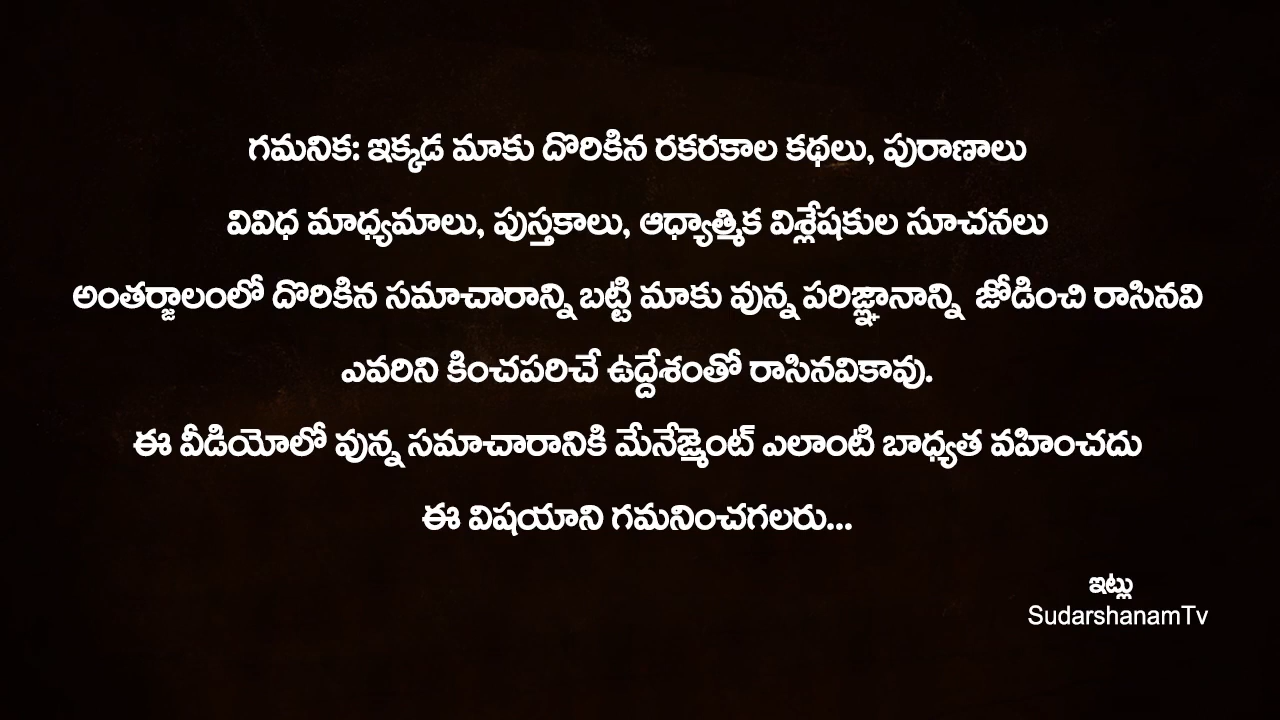 గమనిక: ఇక్కడ మాకు దొరికిన రకరకాల కథలు, పురాణాలు
వివిధ మాధ్యమాలు, పుస్తకాలు, ఆధ్యాత్మిక విశ్లేషకుల సూచనలు
అంతర్జాలంలో దొరికిన సమాచారాన్ని బట్టి మాకు వున్న పరిజ్ఞానాన్ని జోడించి రాసినవి
ఎవరిని కించపరిచే ఉద్దేశంతో రాసినవికావు.
ఈ వీడియోలో వున్న సమాచారానికి మేనేజ్మెంట్ ఎలాంటి బాధ్యత వహించదు
ఈ విషయాని గమనించగలరు...
ఇట్లు
SudarshanamTv